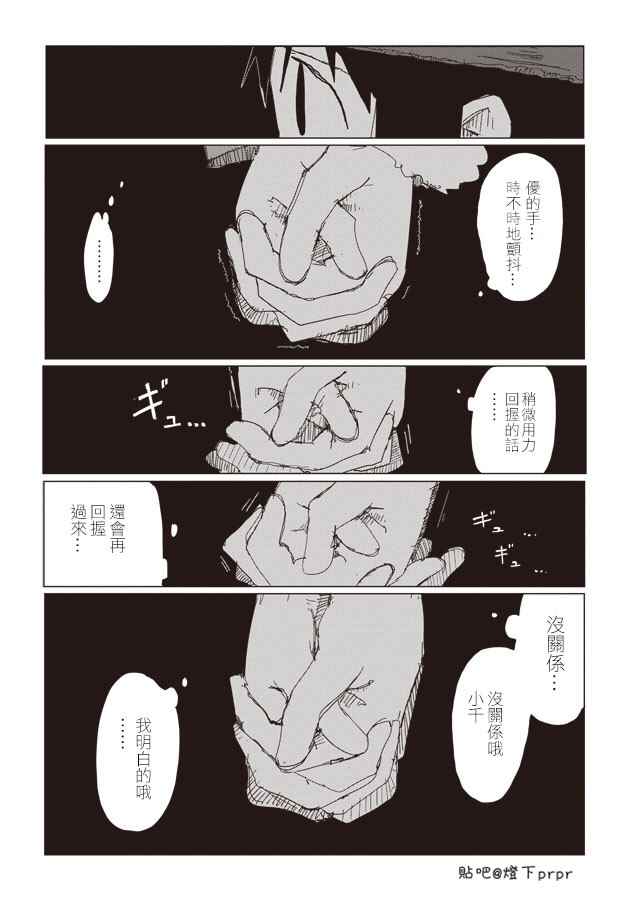 優的手…
時不時地顫抖…
………
稍微用力
回握的話
……
ギュ…
ギュ…
ギュ…
還會再
回握
過來…
沒關係…
沒關係哦
小千
我明白的哦
……
貼吧@燈下prpr